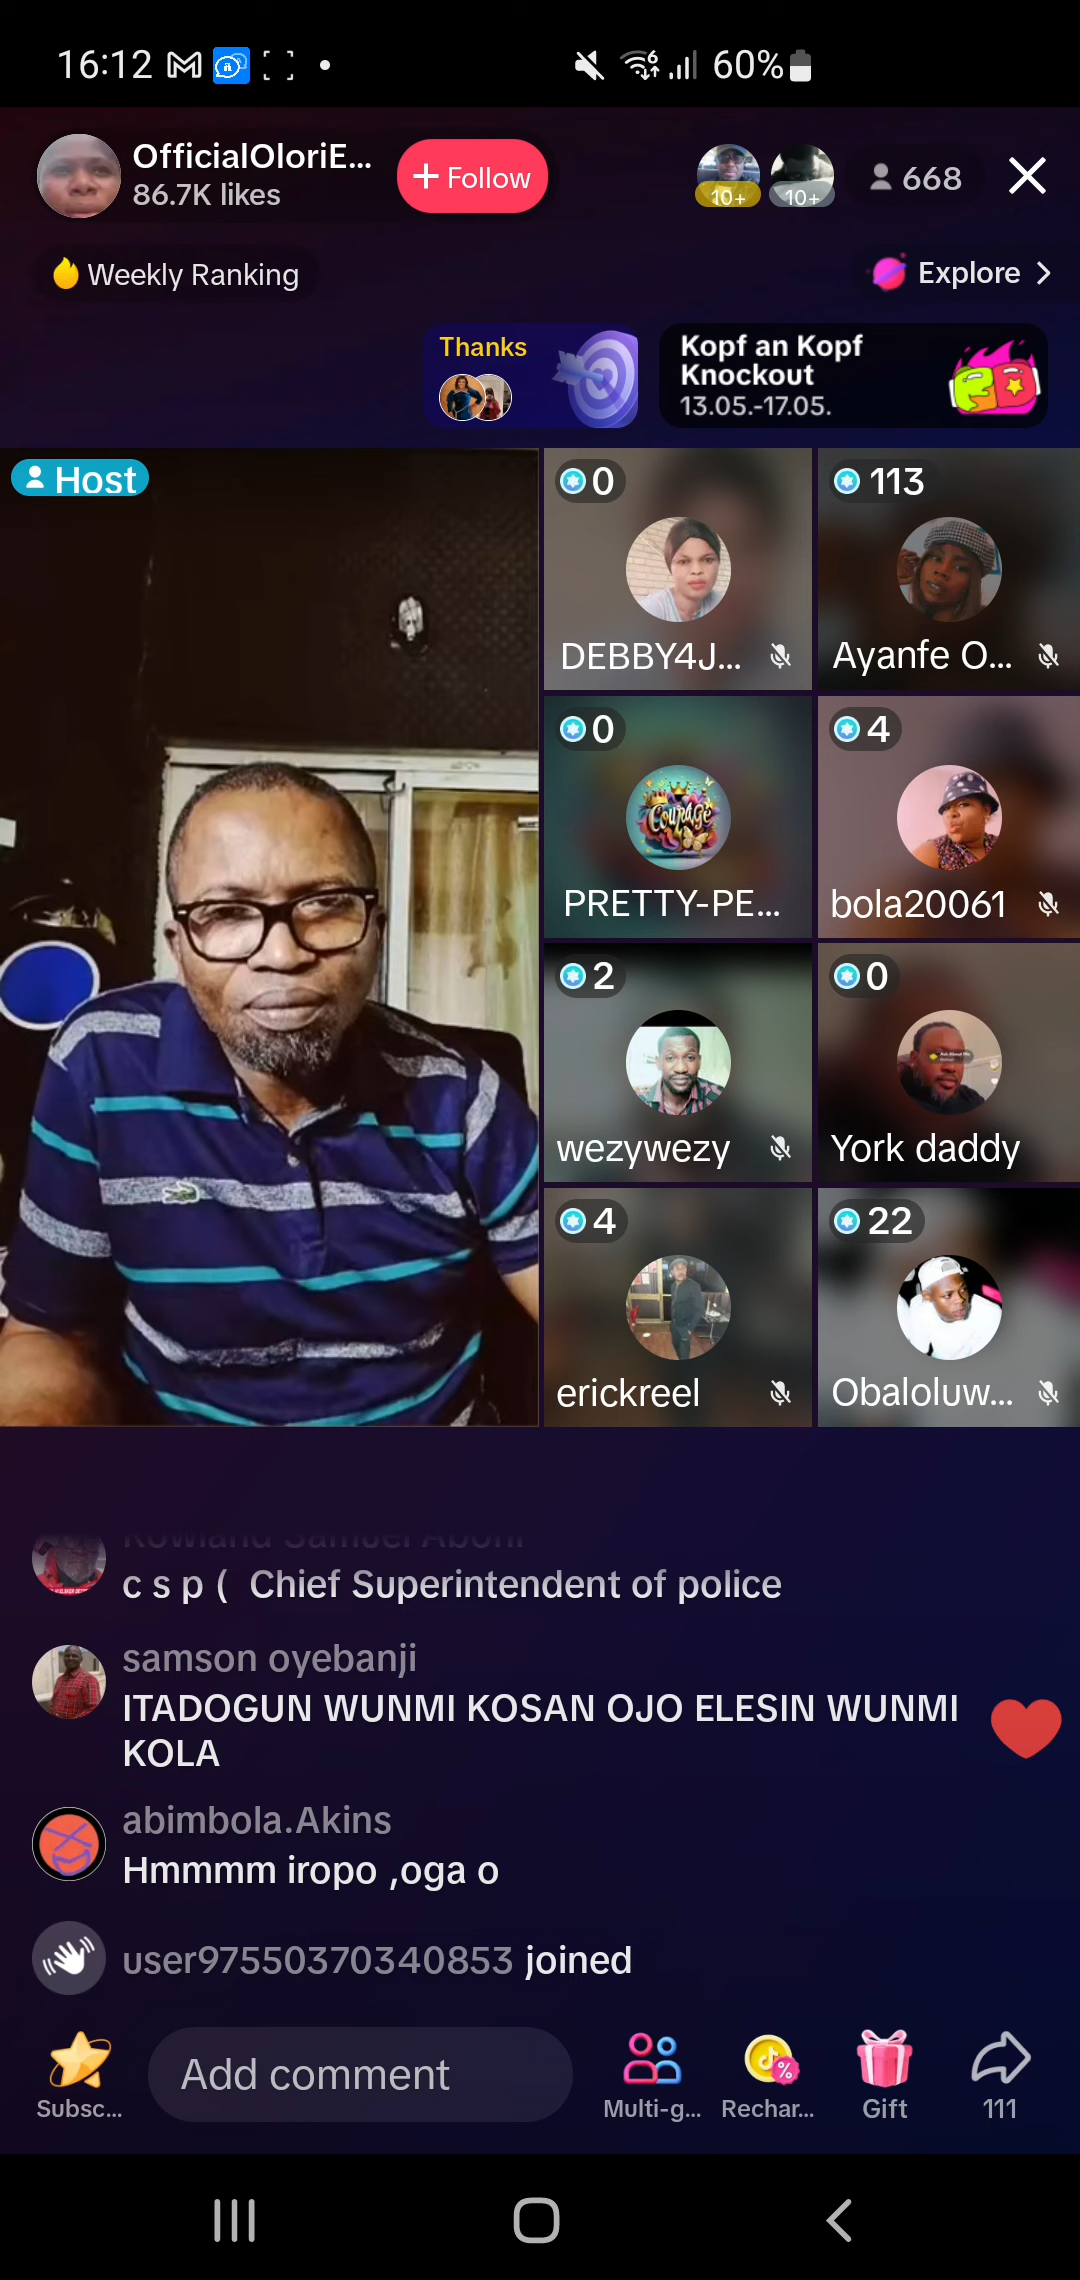 16:12
60%
OfficialOloriE...
86.7K likes
+ Follow
10+
10+
668
Weekly Ranking
Explore
Thanks
Kopf an Kopf
Knockout
13.05.-17.05.
Host
0
113
DEBBY4J...
Ayanfe O...
0
4
Courage
PRETTY-PE...
bola20061
2
0
wezywezy
York daddy
4
22
erickreel
Obaloluw...
c s p ( Chief Superintendent of police
samson oyebanji
ITADOGUN WUNMI KOSAN OJO ELESIN WUNMI
KOLA
abimbola.Akins
Hmmmm iropo ,oga o
user97550370340853 joined
Add comment
Subsc...
Multi-g...
Rechar...
Gift
111